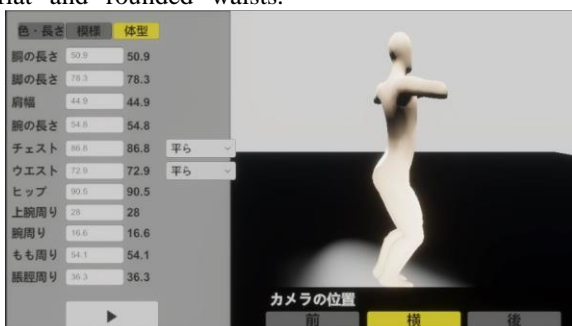 flat and rounded waists.
色・長さ 模様 体型
胴の長さ 50.9 50.9
脚の長さ 78.3 78.3
肩幅 44.9 44.9
腕の長さ 54.8 54.8
チェスト 86.8 86.8 平ら
ウエスト 72.9 72.9 平ら
ヒップ 90.5 90.5
上腕周り 28 28
腕周り 16.6 16.6
もも周り 54.1 54.1
脹脛周り 36.3 36.3
カメラの位置
前 横 後